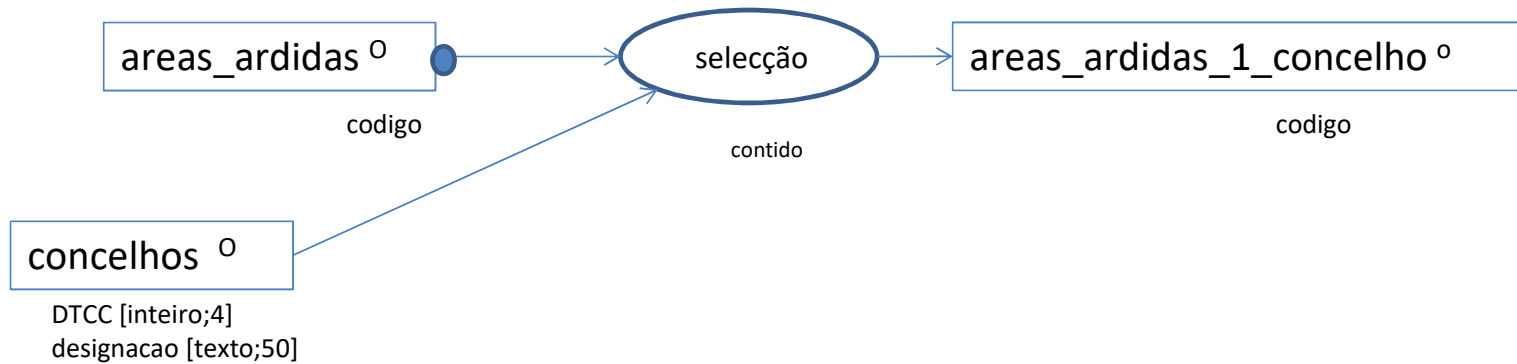 areas_ardidas O
selecção
areas_ardidas_1_concelho o
codigo
codigo
contido
concelhos O
DTCC [inteiro;4]
designacao [texto;50]